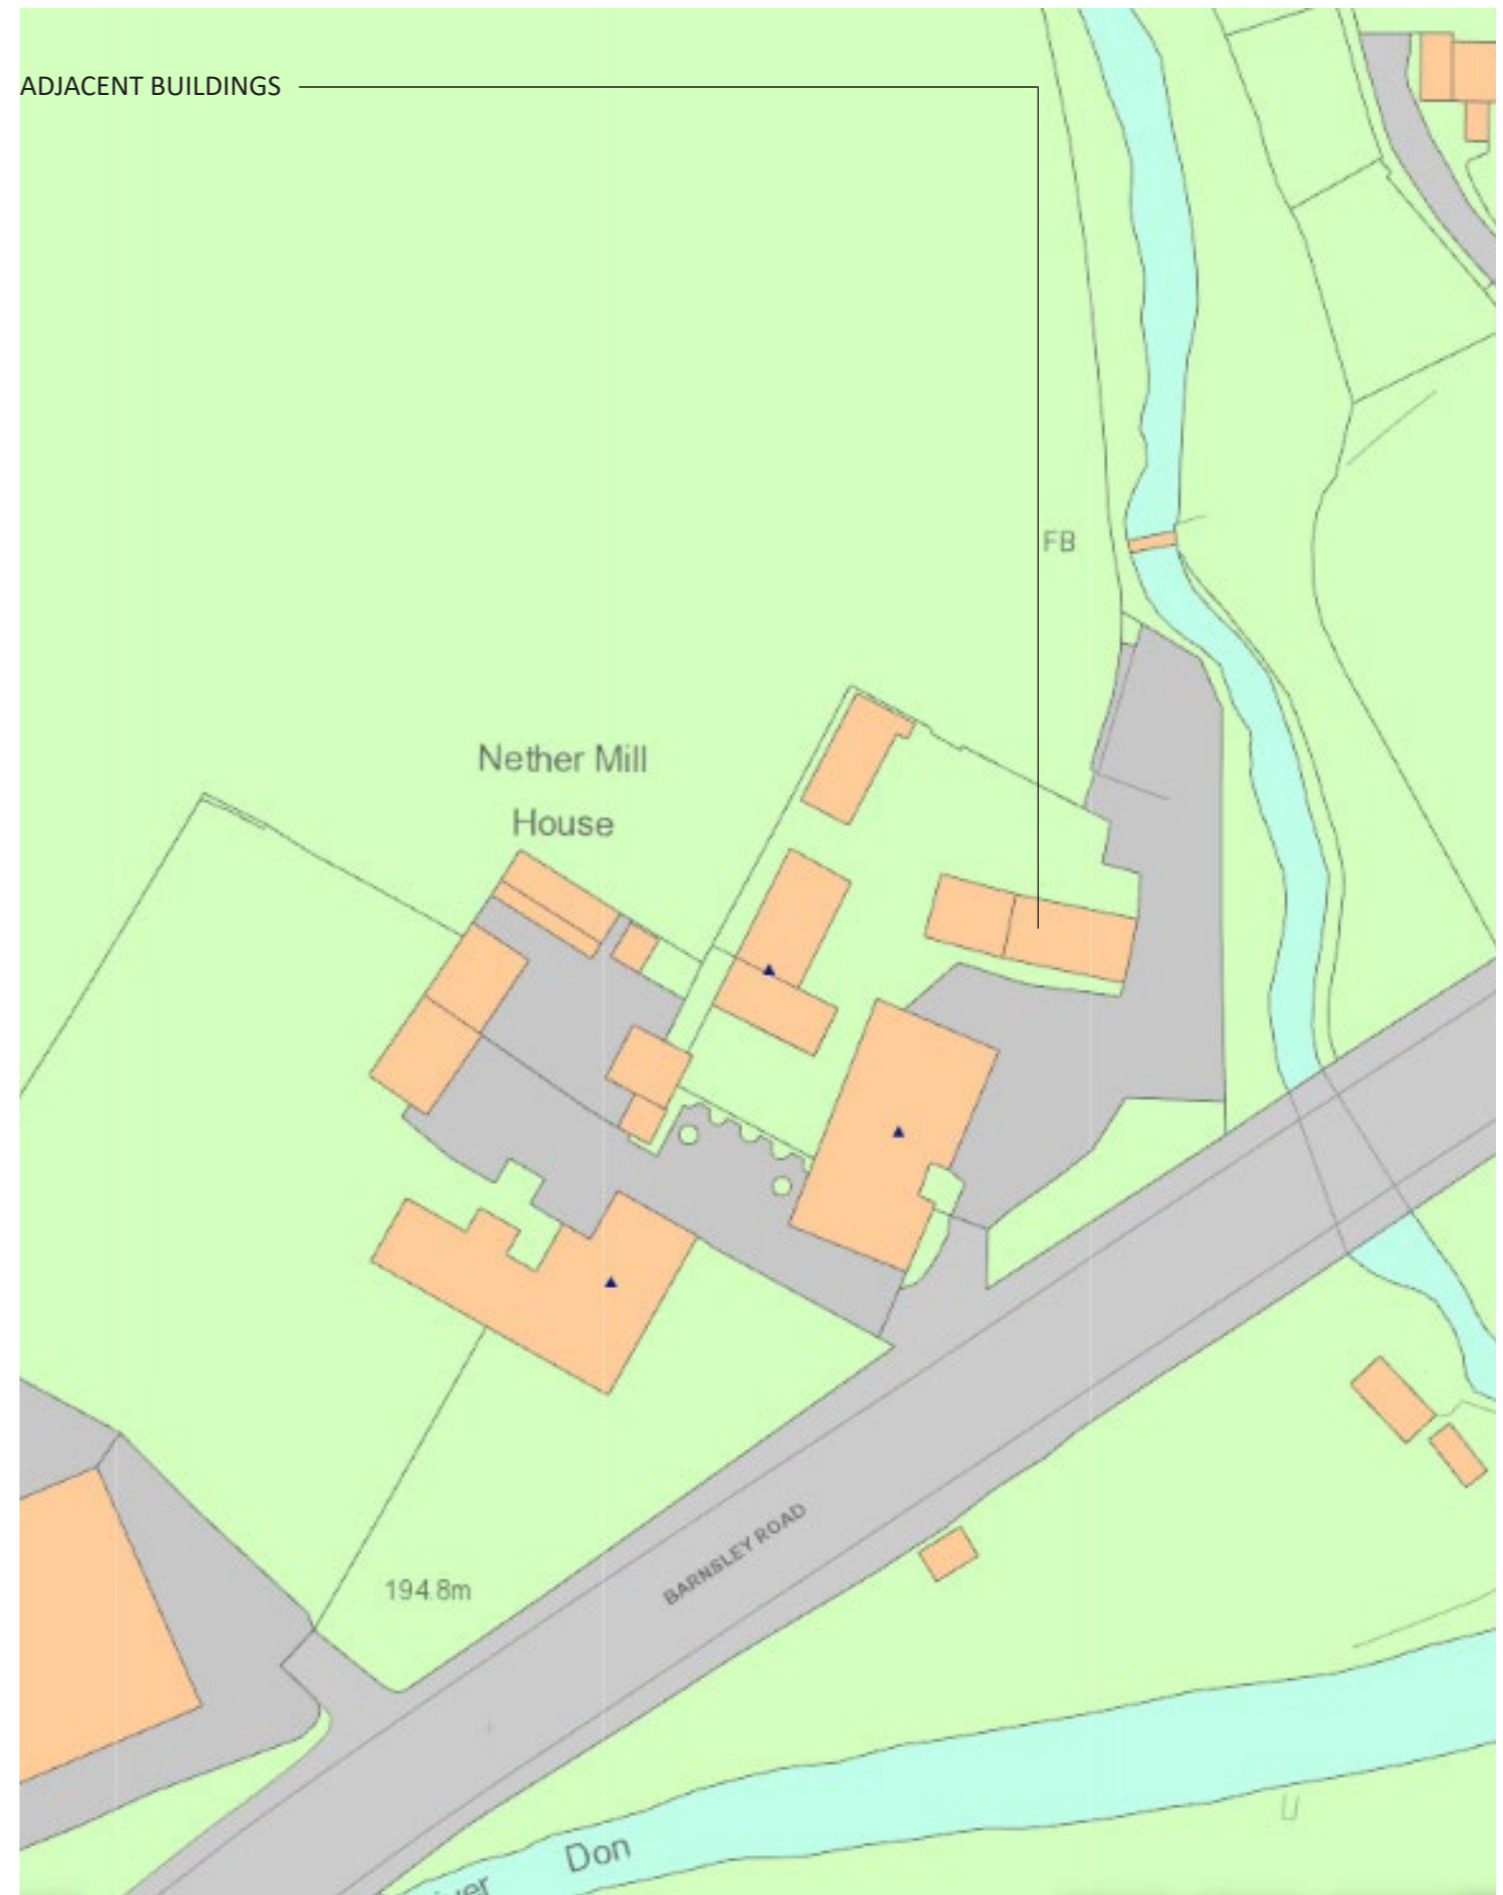 ADJACENT BUILDINGS
FB
Nether Mill
House
BARNSLEY ROAD
194.8m
Don